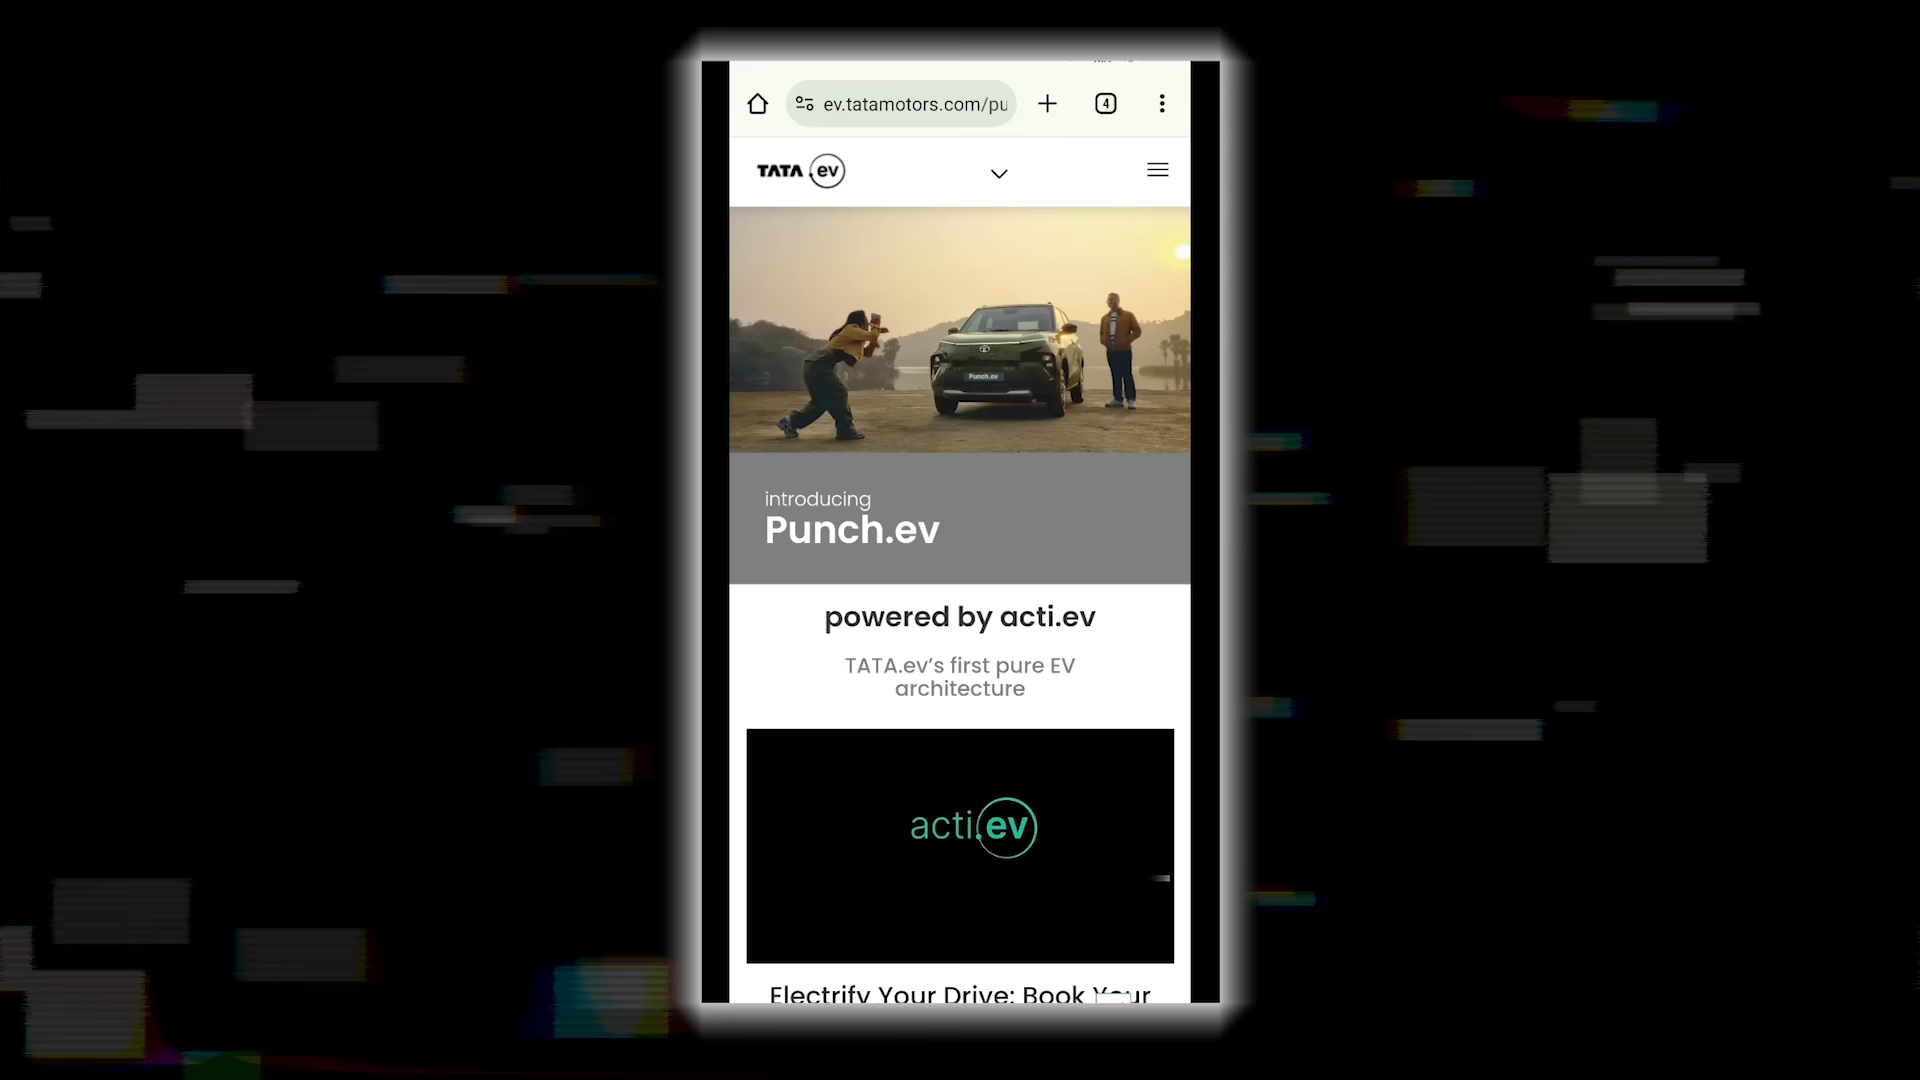 ev.tatamotors.com/pu
4
TATA .ev
Punch.ev
introducing
Punch.ev
powered by acti.ev
TATA.ev’s first pure EV
architecture
acti.ev
Electrify Your Drive: Book Your